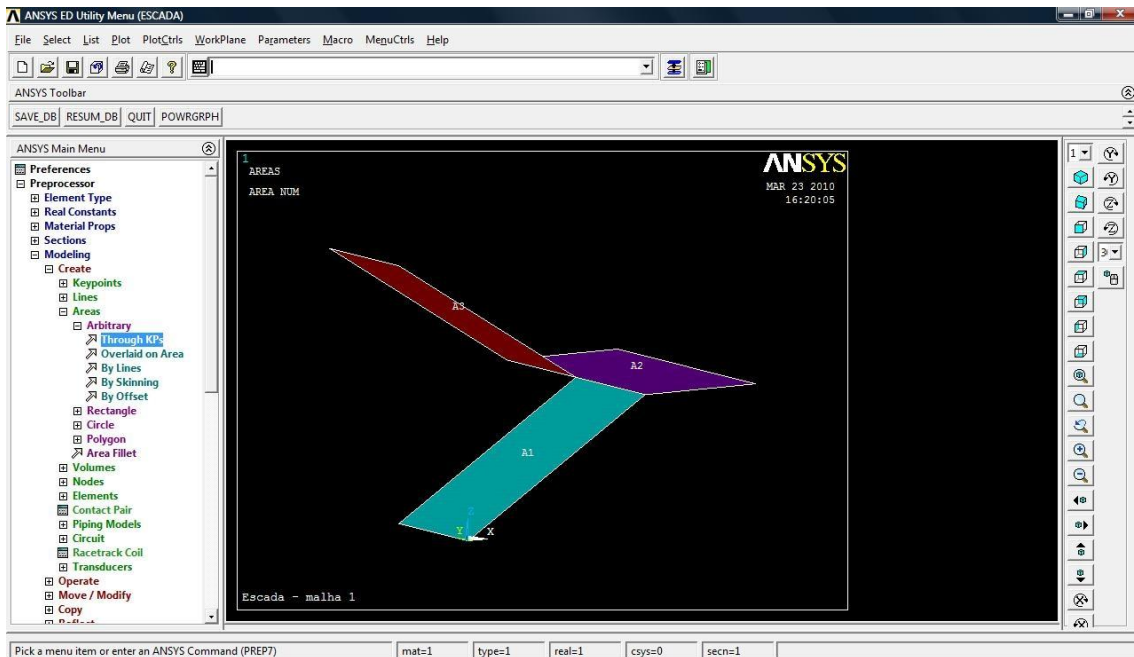 ANSYS ED Utility Menu (ESCADA)
File Select List Plot PlotCtrls WorkPlane Parameters Macro MenuCtrls Help
ANSYS Toolbar
SAVE_DB RESUM_DB QUIT POWRGRPH
ANSYS Main Menu
Preferences
Preprocessor
Element Type
Real Constants
Material Props
Sections
Modeling
Create
Keypoints
Lines
Areas
Arbitrary
Through KPs
Overlaid on Area
By Lines
By Skinning
By Offset
Rectangle
Circle
Polygon
Area Fillet
Volumes
Nodes
Elements
Contact Pair
Piping Models
Circuit
Racetrack Coil
Transducers
Operate
Move / Modify
Copy
1
AREAS
AREA NUM
ANSYS
MAR 23 2010
16:20:05
A3
A2
A1
Z
Y X
Escada - malha 1
1
Pick a menu item or enter an ANSYS Command (PREP7) mat=1 type=1 real=1 csys=0 secn=1